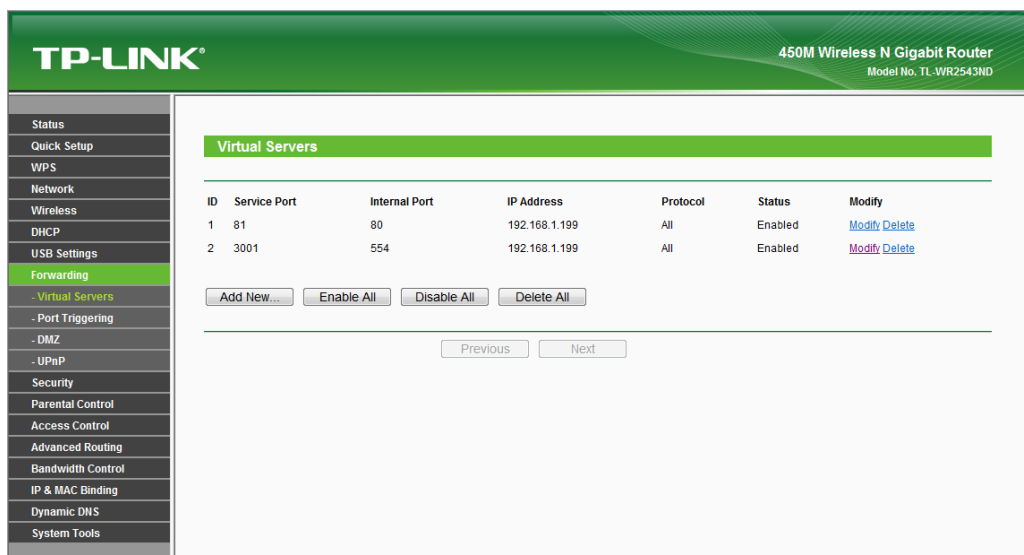 TP-LINK®
450M Wireless N Gigabit Router
Model No. TL-WR2543ND
Status
Quick Setup
WPS
Network
Wireless
DHCP
USB Settings
Forwarding
- Virtual Servers
- Port Triggering
- DMZ
- UPnP
Security
Parental Control
Access Control
Advanced Routing
Bandwidth Control
IP & MAC Binding
Dynamic DNS
System Tools
Virtual Servers
ID Service Port Internal Port IP Address Protocol Status Modify
1 81 80 192.168.1.199 All Enabled Modify Delete
2 3001 554 192.168.1.199 All Enabled Modify Delete
Add New... Enable All Disable All Delete All
Previous Next